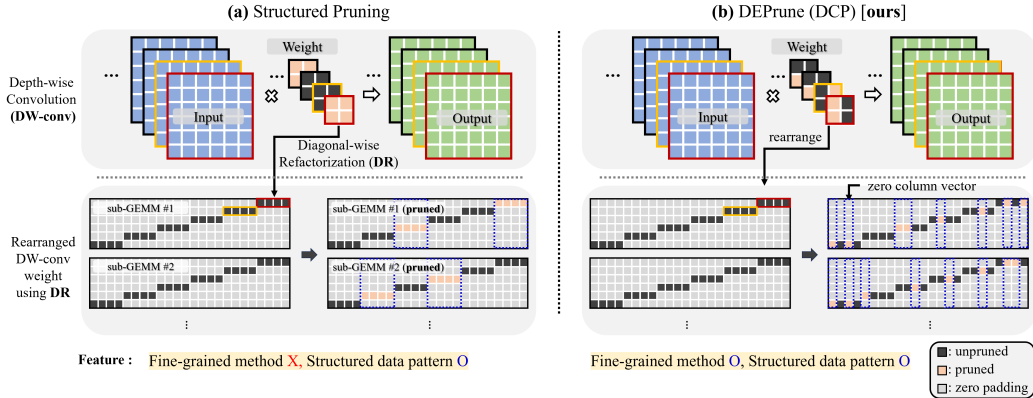 (a) Structured Pruning
(b) DEPrune (DCP) [ours]
Depth-wise
Convolution
(DW-conv)
...
Input
Weight
...
...
Output
Diagonal-wise
Refactorization (DR)
...
Input
Weight
...
...
Output
rearrange
zero column vector
Rearranged
DW-conv
weight
using DR
sub-GEMM #1
sub-GEMM #1 (pruned)
sub-GEMM #2
sub-GEMM #2 (pruned)
Feature :
Fine-grained method X, Structured data pattern O
Fine-grained method O, Structured data pattern O
: unpruned
: pruned
: zero padding